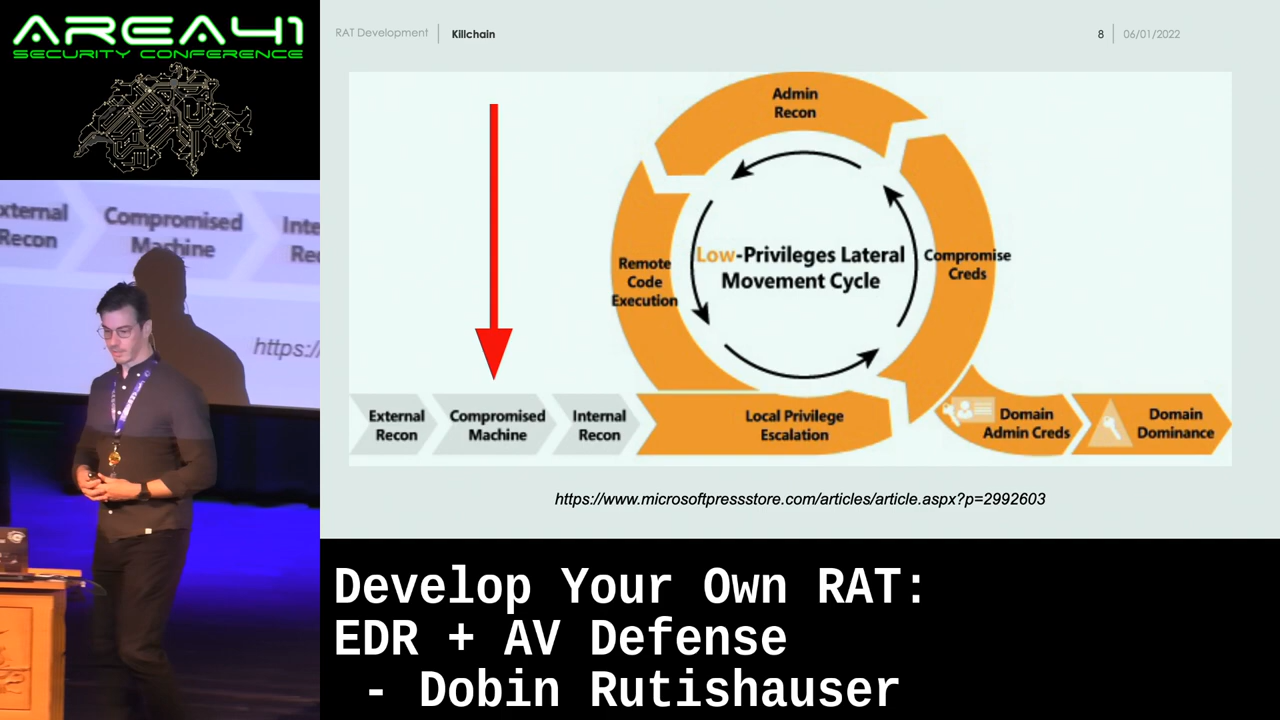 AREA41
SECURITY CONFERENCE
xternal
Recon
Compromised
Machine
Inte
Re
https:/
RAT Development
Killchain
8
06/01/2022
Admin
Recon
Low-Privileges Lateral
Movement Cycle
Remote
Code
Execution
Compromise
Creds
External
Recon
Compromised
Machine
Internal
Recon
Local Privilege
Escalation
Domain
Admin Creds
Domain
Dominance
https://www.microsoftpressstore.com/articles/article.aspx?p=2992603
Develop Your Own RAT:
EDR + AV Defense
- Dobin Rutishauser